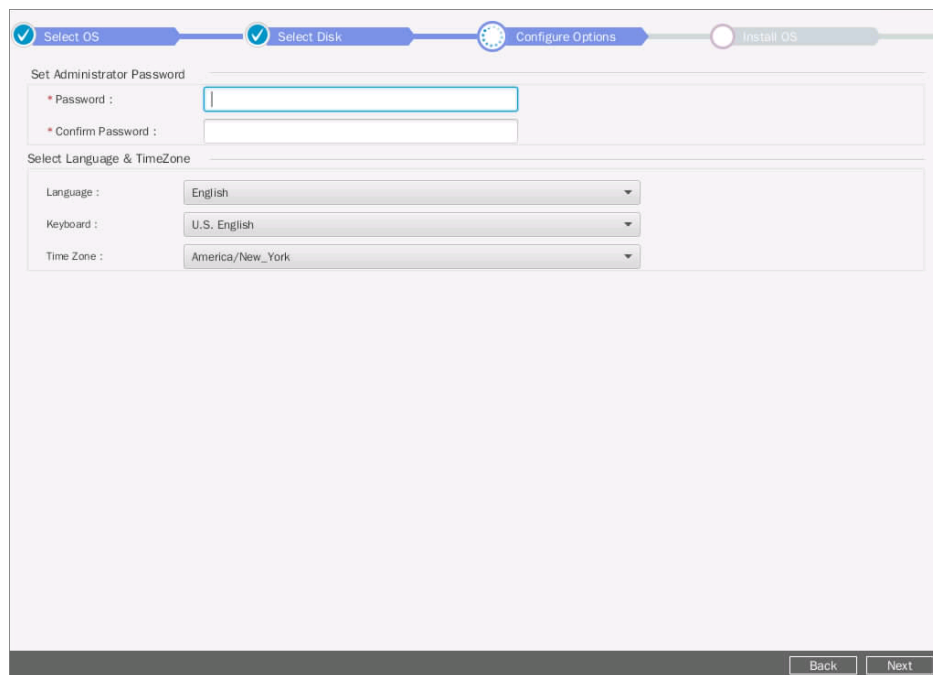 Select OS
Select Disk
Configure Options
Install OS
Set Administrator Password
* Password :
* Confirm Password :
Select Language & TimeZone
Language :
English
Keyboard :
U.S. English
Time Zone :
America/New_York
Back
Next